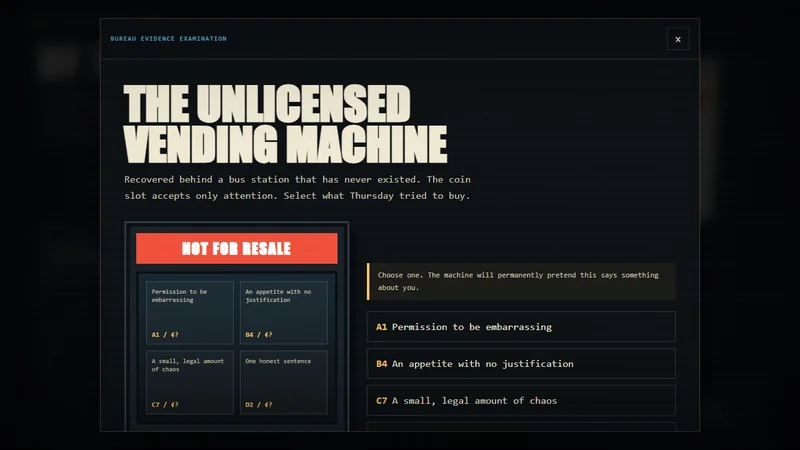 BUREAU EVIDENCE EXAMINATION
x
THE UNLICENSED
VENDING MACHINE
Recovered behind a bus station that has never existed. The coin
slot accepts only attention. Select what Thursday tried to buy.
NOT FOR RESALE
Permission to be
embarrassing
A1 / ¢?
An appetite with no
justification
B4 / ¢?
A small, legal amount
of chaos
C7 / ¢?
One honest sentence
D2 / ¢?
Choose one. The machine will permanently pretend this says something
about you.
A1 Permission to be embarrassing
B4 An appetite with no justification
C7 A small, legal amount of chaos